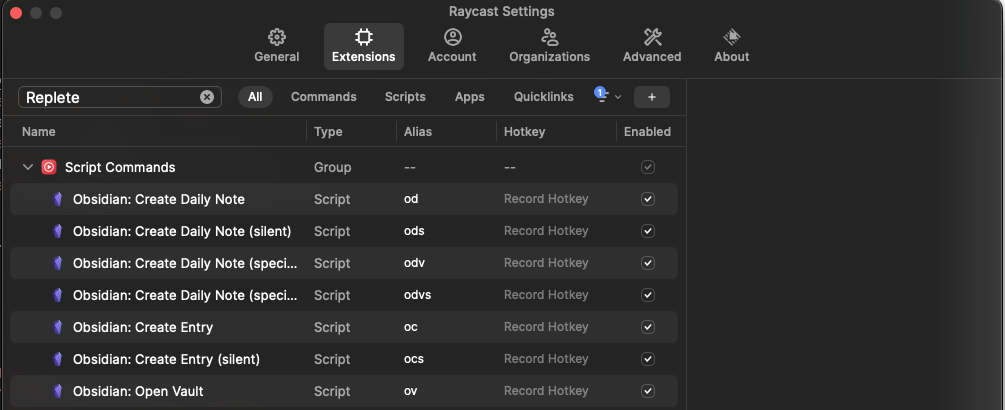 Raycast Settings
General Extensions Account Organizations Advanced About
Replete All Commands Scripts Apps Quicklinks 1 +
Name Type Alias Hotkey Enabled
Script Commands Group -- --
Obsidian: Create Daily Note Script od Record Hotkey
Obsidian: Create Daily Note (silent) Script ods Record Hotkey
Obsidian: Create Daily Note (speci... Script odv Record Hotkey
Obsidian: Create Daily Note (speci... Script odvs Record Hotkey
Obsidian: Create Entry Script oc Record Hotkey
Obsidian: Create Entry (silent) Script ocs Record Hotkey
Obsidian: Open Vault Script ov Record Hotkey